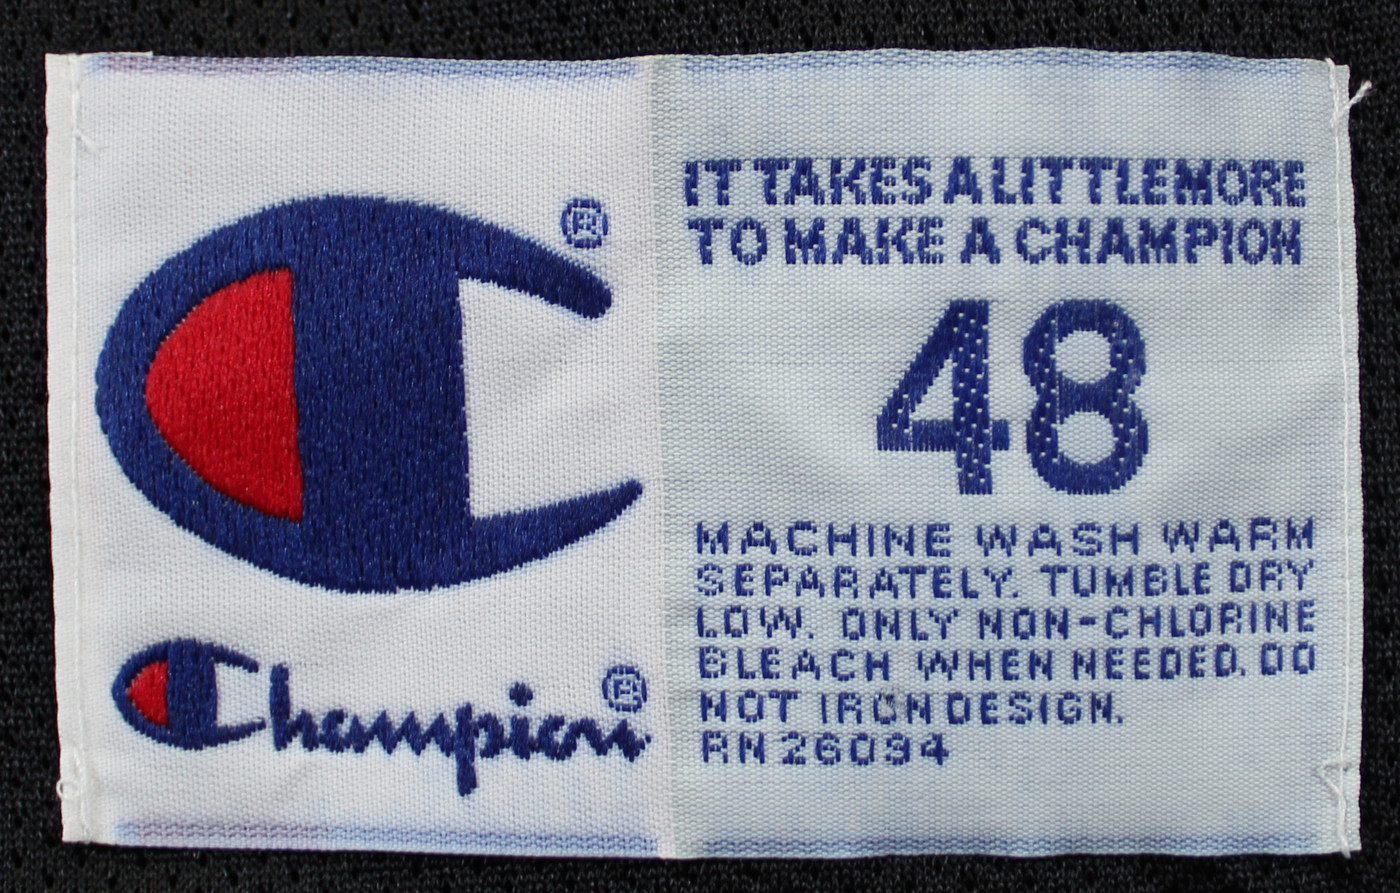 Champion®
®
IT TAKES A LITTLE MORE
TO MAKE A CHAMPION
48
MACHINE WASH WARM
SEPARATELY. TUMBLE DRY
LOW. ONLY NON-CHLORINE
BLEACH WHEN NEEDED. DO
NOT IRON DESIGN.
RN 26094